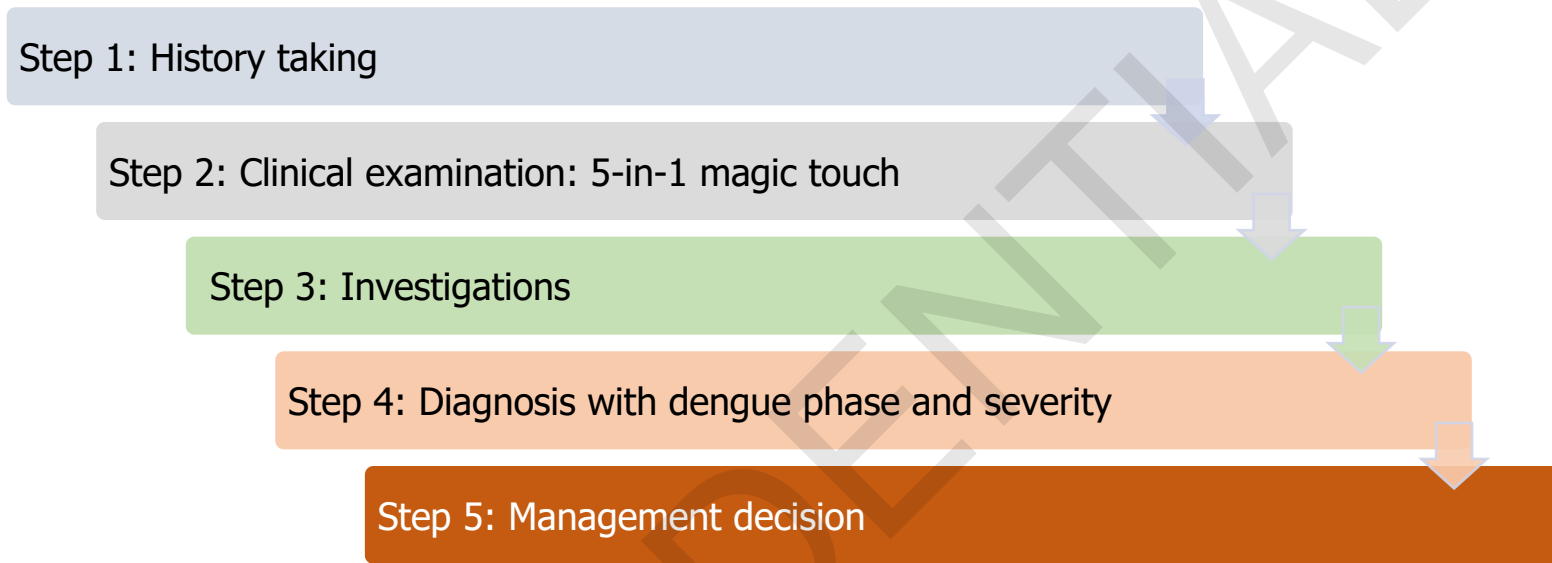 Step 1: History taking
Step 2: Clinical examination: 5-in-1 magic touch
Step 3: Investigations
Step 4: Diagnosis with dengue phase and severity
Step 5: Management decision
DENTIAL